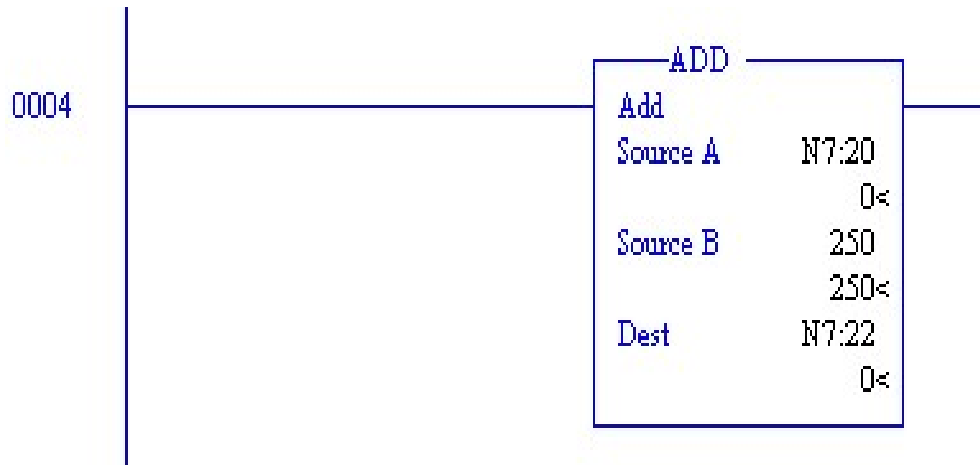 ADD
0004
Add
Source A N7:20
0<
Source B 250
250<
Dest N7:22
0<